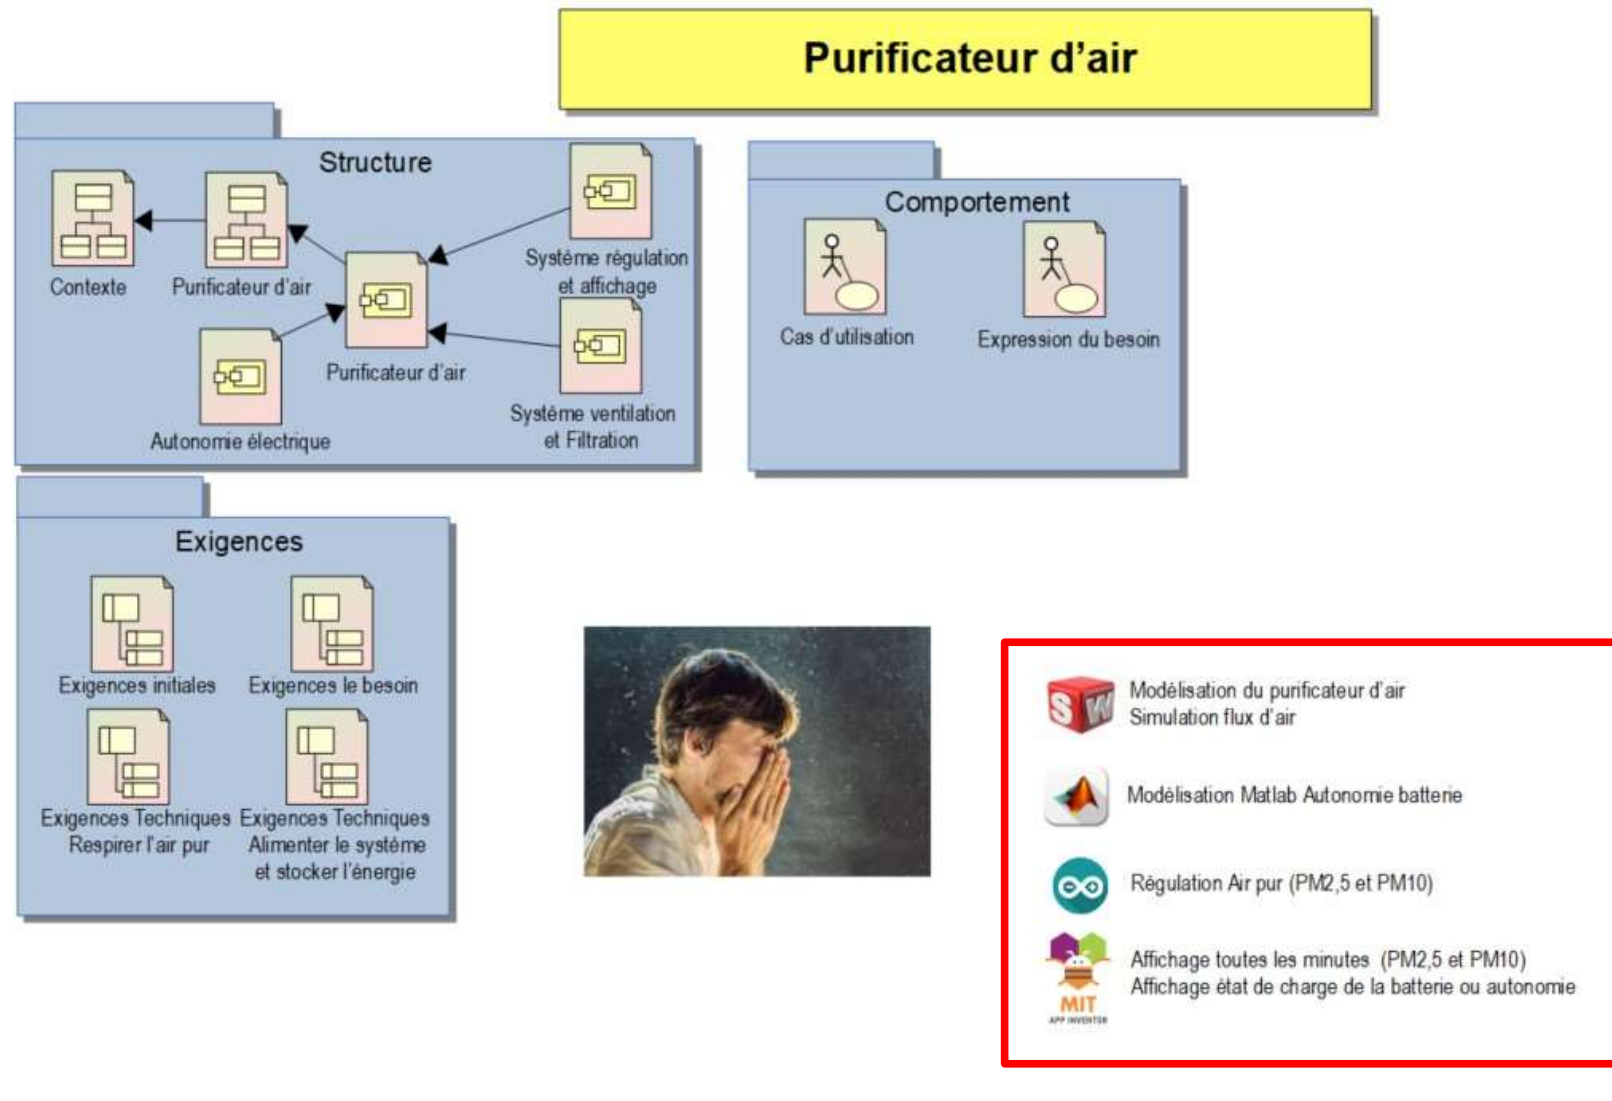 Purificateur d'air
Structure
Contexte
Purificateur d'air
Système régulation
et affichage
Purificateur d'air
Autonomie électrique
Système ventilation
et Filtration
Comportement
Cas d'utilisation
Expression du besoin
Exigences
Exigences initiales
Exigences le besoin
Exigences Techniques
Respirer l'air pur
Exigences Techniques
Alimenter le système
et stocker l'énergie
SW
Modélisation du purificateur d'air
Simulation flux d'air
Modélisation Matlab Autonomie batterie
Régulation Air pur (PM2,5 et PM10)
MIT
APP INVENTOR
Affichage toutes les minutes (PM2,5 et PM10)
Affichage état de charge de la batterie ou autonomie